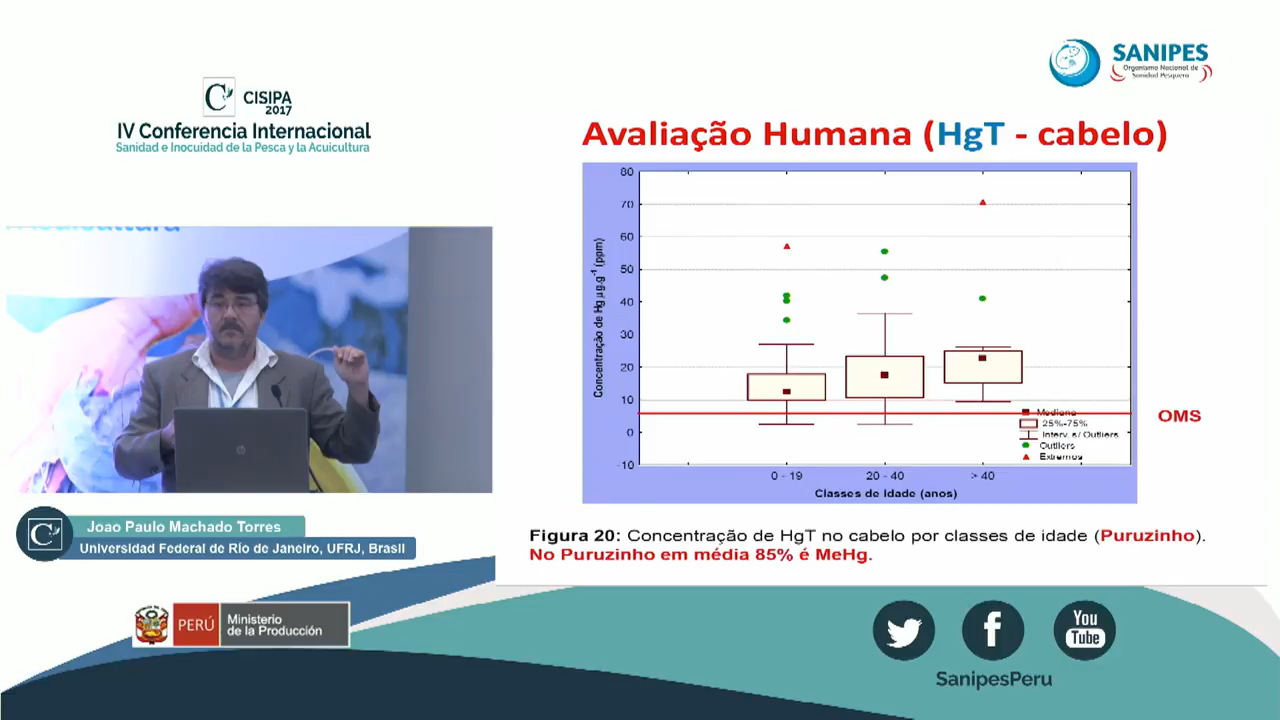 SANIPES
Organismo Nacional de
Sanidad Pesquera
CISIPA
2017
IV Conferencia Internacional
Sanidad e Inocuidad de la Pesca y la Acuicultura
Avaliação Humana (HgT - cabelo)
Concentração de Hg µg.g-1 (ppm)
80
70
60
50
40
30
20
10
0
-10
OMS
Mediana
25%-75%
Interv. s/ Outliers
Outliers
Extremos
0 - 19
20 - 40
> 40
Classes de Idade (anos)
Joao Paulo Machado Torres
Universidade Federal de Rio de Janeiro, UFRJ, Brasil
Figura 20: Concentração de HgT no cabelo por classes de idade (Puruzinho).
No Puruzinho em média 85% é MeHg.
PERÚ
Ministerio
de la Producción
You
Tube
SanipesPeru